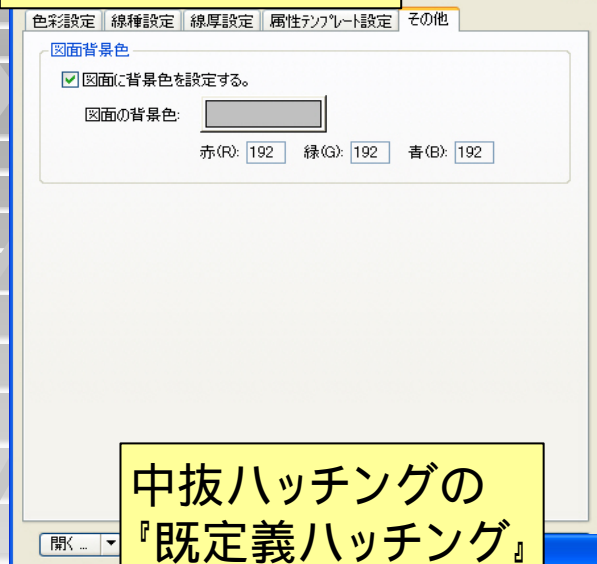 色彩設定 線種設定 線厚設定 属性テンプレート設定 その他
図面背景色
図面に背景色を設定する。
図面の背景色:
赤(R): 192 緑(G): 192 青(B): 192
中抜ハッチングの
『既定義ハッチング』
開く ...